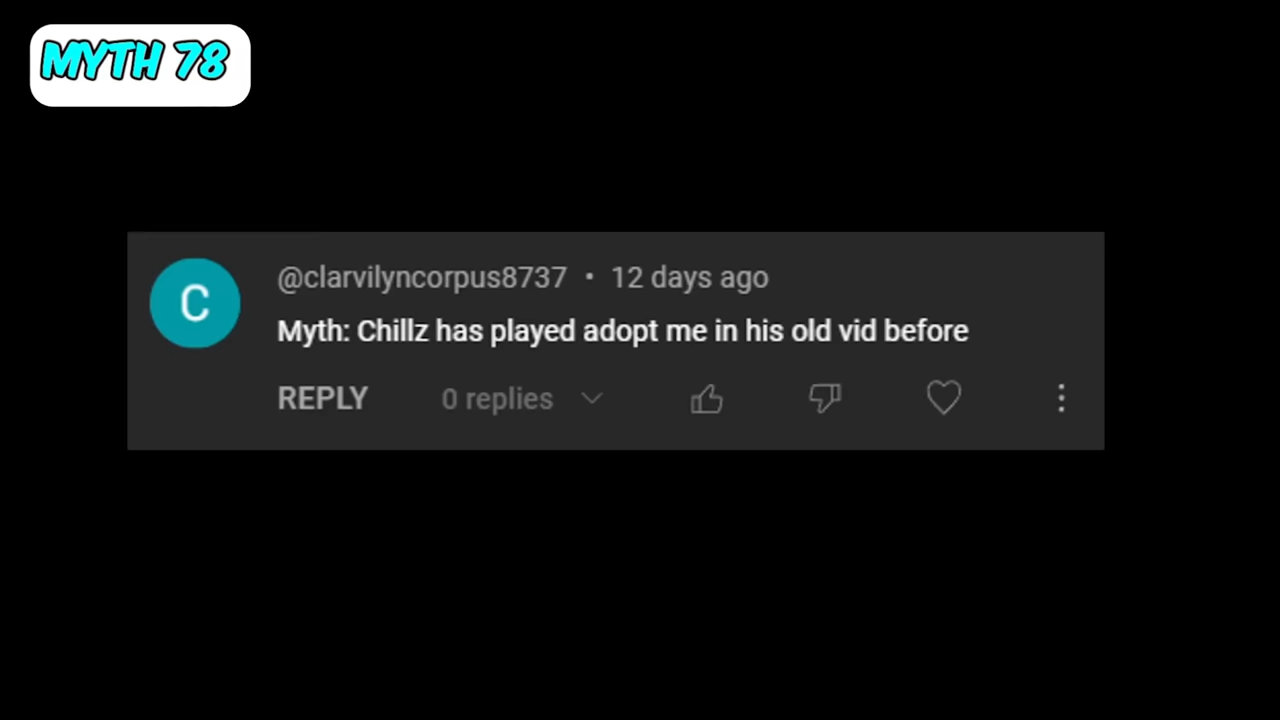 MYTH 78
C
@clarvilyncorpus8737 • 12 days ago
Myth: Chillz has played adopt me in his old vid before
REPLY 0 replies